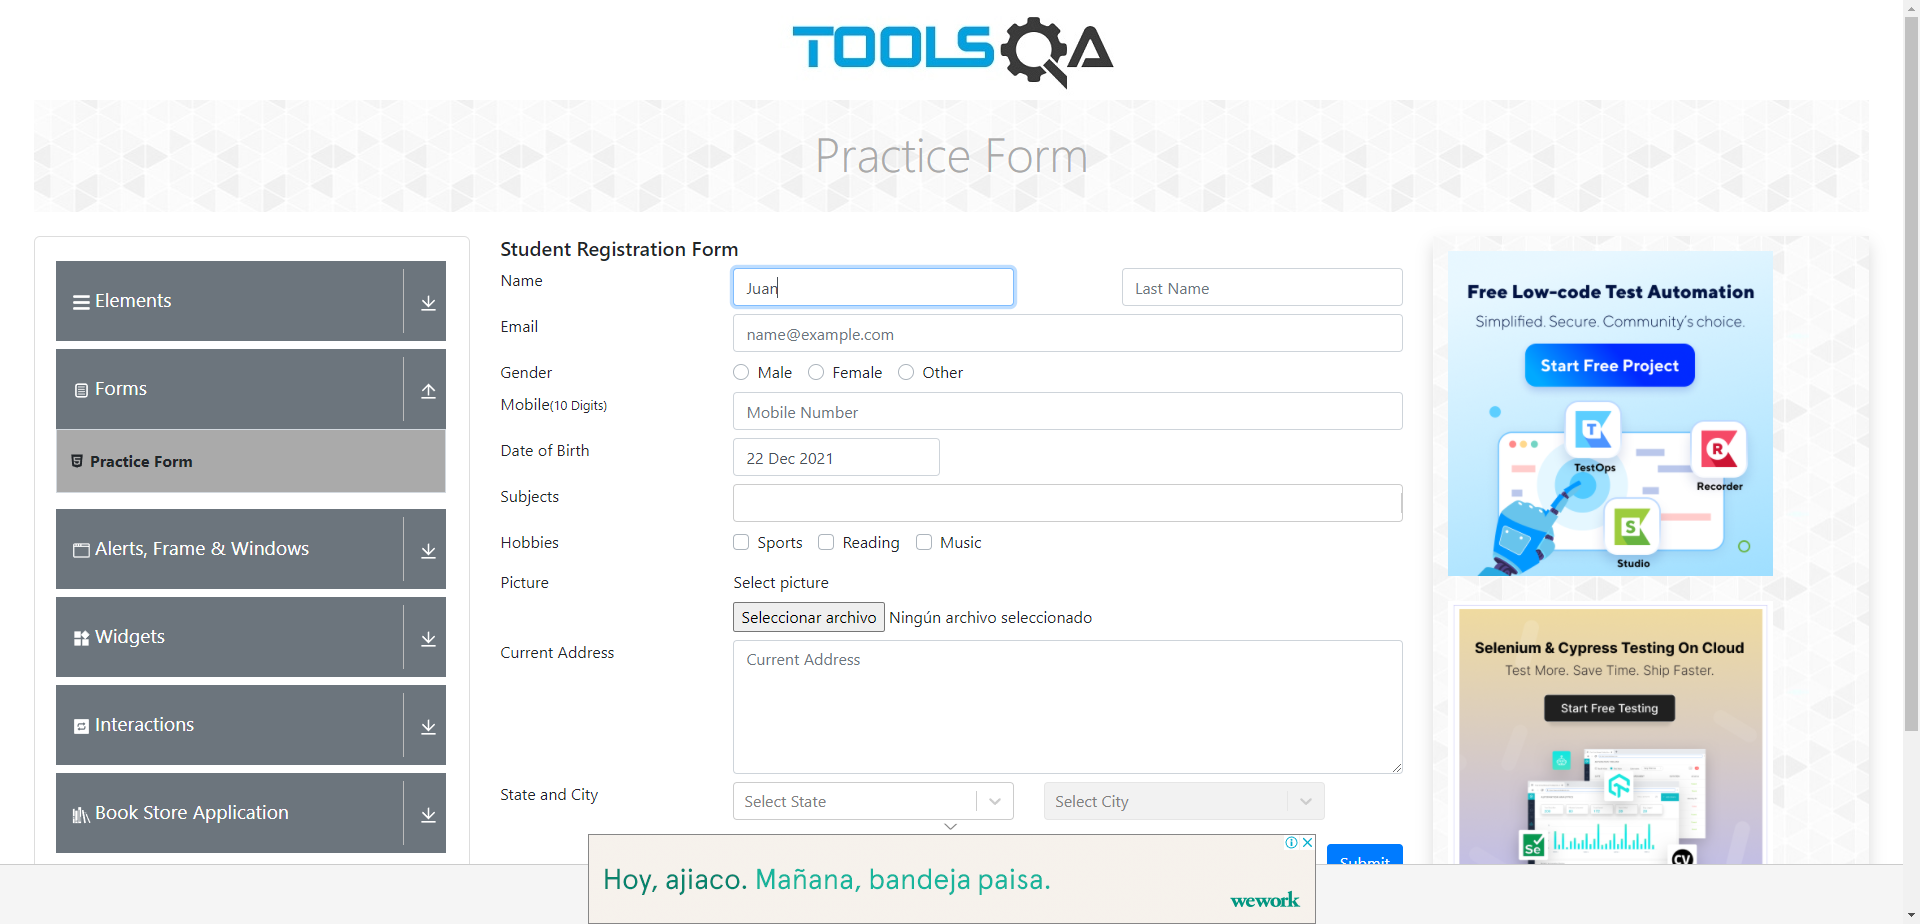 TOOLSQA
Practice Form
Elements
Forms
Practice Form
Alerts, Frame & Windows
Widgets
Interactions
Book Store Application
Student Registration Form
Name
Juan
Last Name
Email
name@example.com
Gender
Male
Female
Other
Mobile(10 Digits)
Mobile Number
Date of Birth
22 Dec 2021
Subjects
Hobbies
Sports
Reading
Music
Picture
Select picture
Seleccionar archivo Ningún archivo seleccionado
Current Address
Current Address
State and City
Select State
Select City
Submit
Free Low-code Test Automation
Simplified. Secure. Community's choice.
Start Free Project
TestOps
Recorder
Studio
Selenium & Cypress Testing On Cloud
Test More. Save Time. Ship Faster.
Start Free Testing
Se
CY
Hoy, ajiaco. Mañana, bandeja paisa.
wework